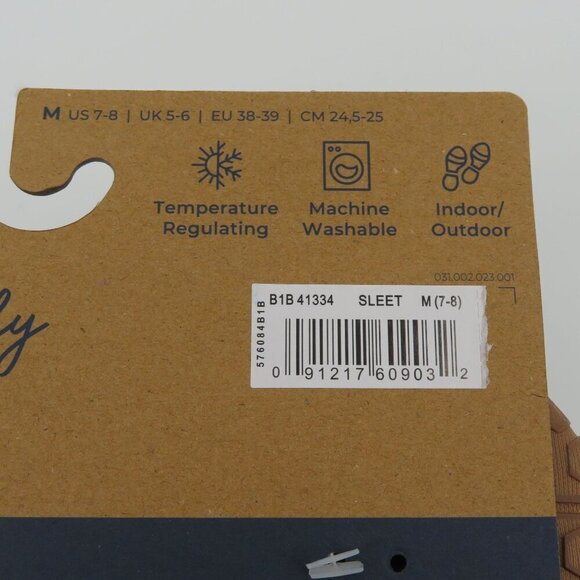 M US 7-8 | UK 5-6 | EU 38-39 | CM 24,5-25
Temperature Regulating
Machine Washable
Indoor/ Outdoor
031.002.023.001
B1B 41334 SLEET M (7-8)
576084B1B
0 91217 60903 2